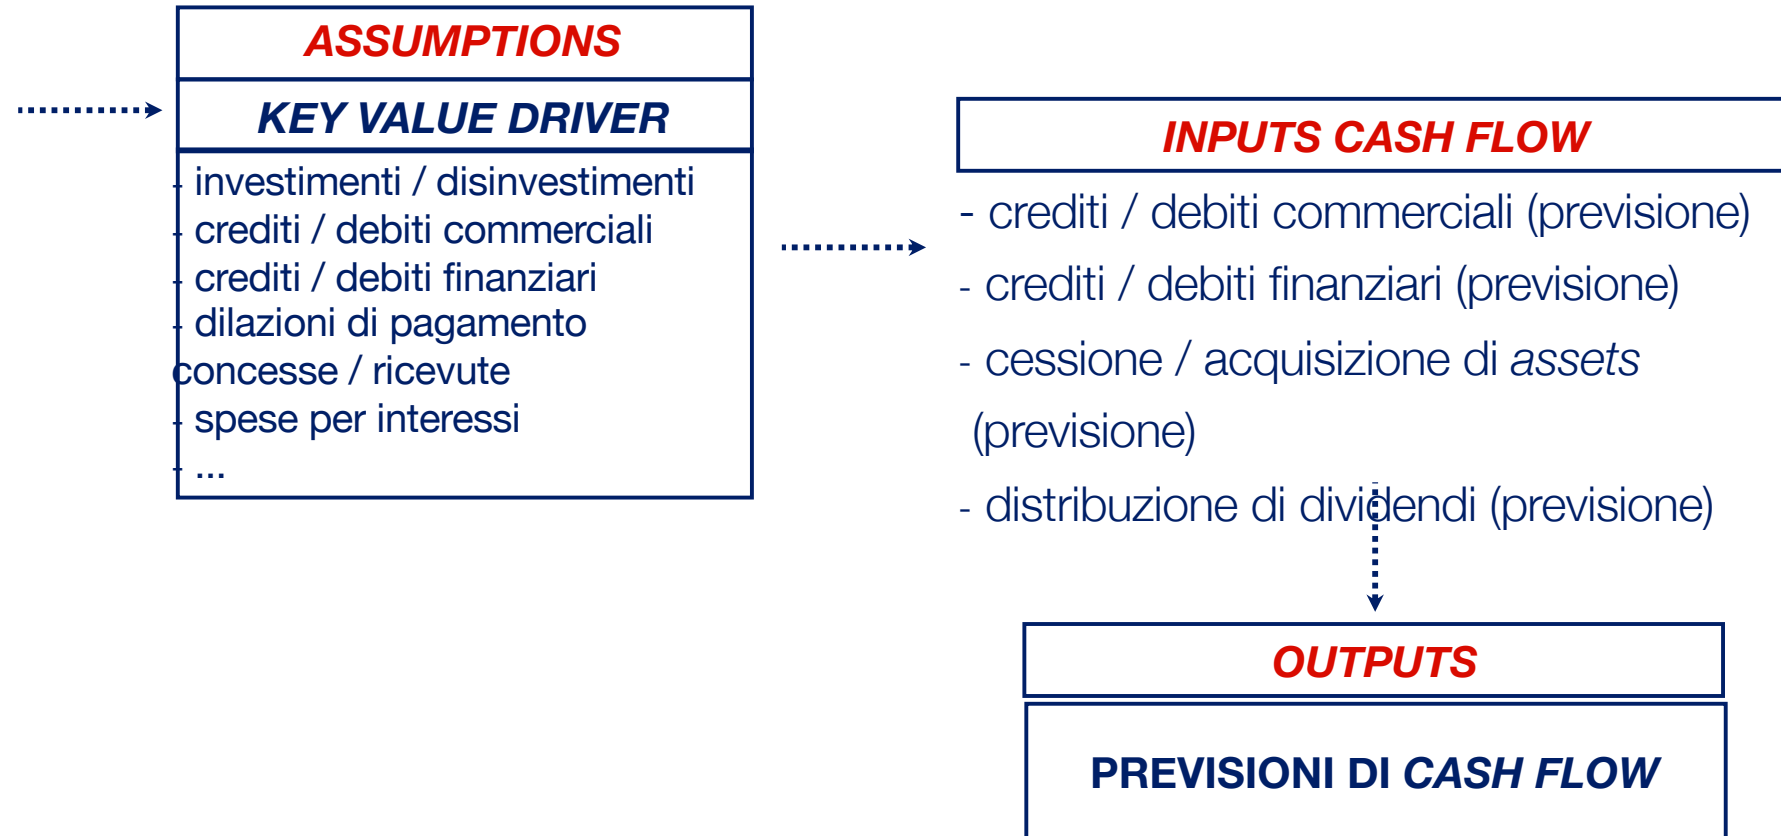 ASSUMPTIONS
KEY VALUE DRIVER
- investimenti / disinvestimenti
- crediti / debiti commerciali
- crediti / debiti finanziari
- dilazioni di pagamento
concesse / ricevute
- spese per interessi
- ...
INPUTS CASH FLOW
- crediti / debiti commerciali (previsione)
- crediti / debiti finanziari (previsione)
- cessione / acquisizione di assets
(previsione)
- distribuzione di dividendi (previsione)
OUTPUTS
PREVISIONI DI CASH FLOW